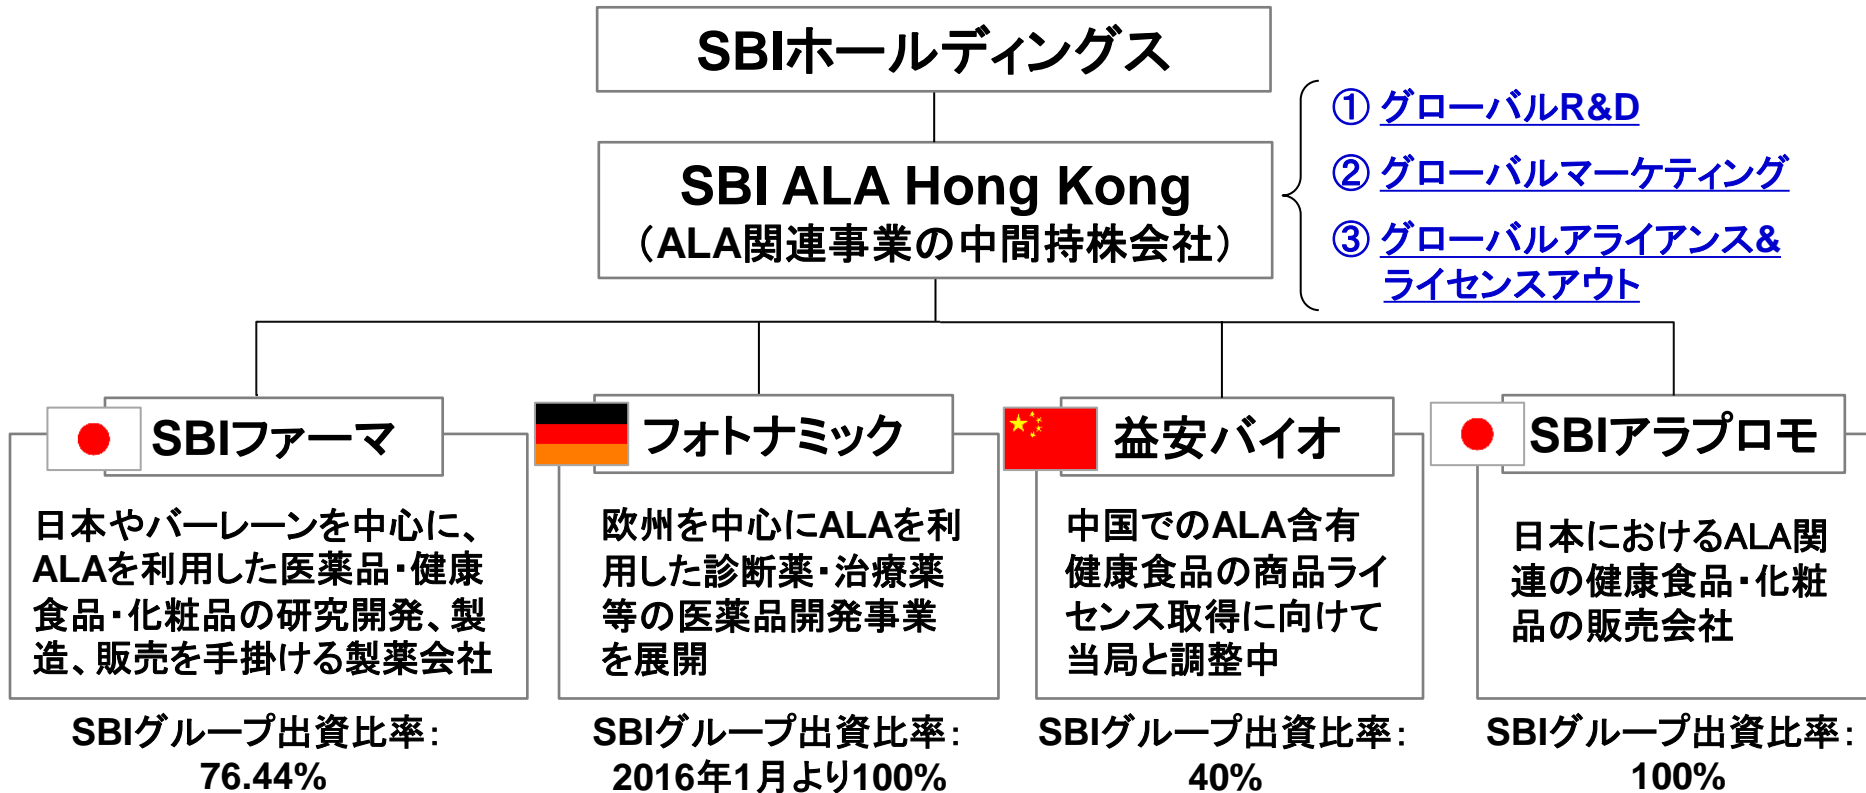 SBIホールディングス
SBI ALA Hong Kong
（ALA関連事業の中間持株会社）
① グローバルR&D
② グローバルマーケティング
③ グローバルアライアンス&
ライセンスアウト
SBIファーマ
日本やバーレーンを中心に、
ALAを利用した医薬品・健康
食品・化粧品の研究開発、製
造、販売を手掛ける製薬会社
SBIグループ出資比率：
76.44%
フォトナミック
欧州を中心にALAを利
用した診断薬・治療薬
等の医薬品開発事業
を展開
SBIグループ出資比率：
2016年1月より100%
益安バイオ
中国でのALA含有
健康食品の商品ライ
センス取得に向けて
当局と調整中
SBIグループ出資比率：
40%
SBIアラプロモ
日本におけるALA関
連の健康食品・化粧
品の販売会社
SBIグループ出資比率：
100%